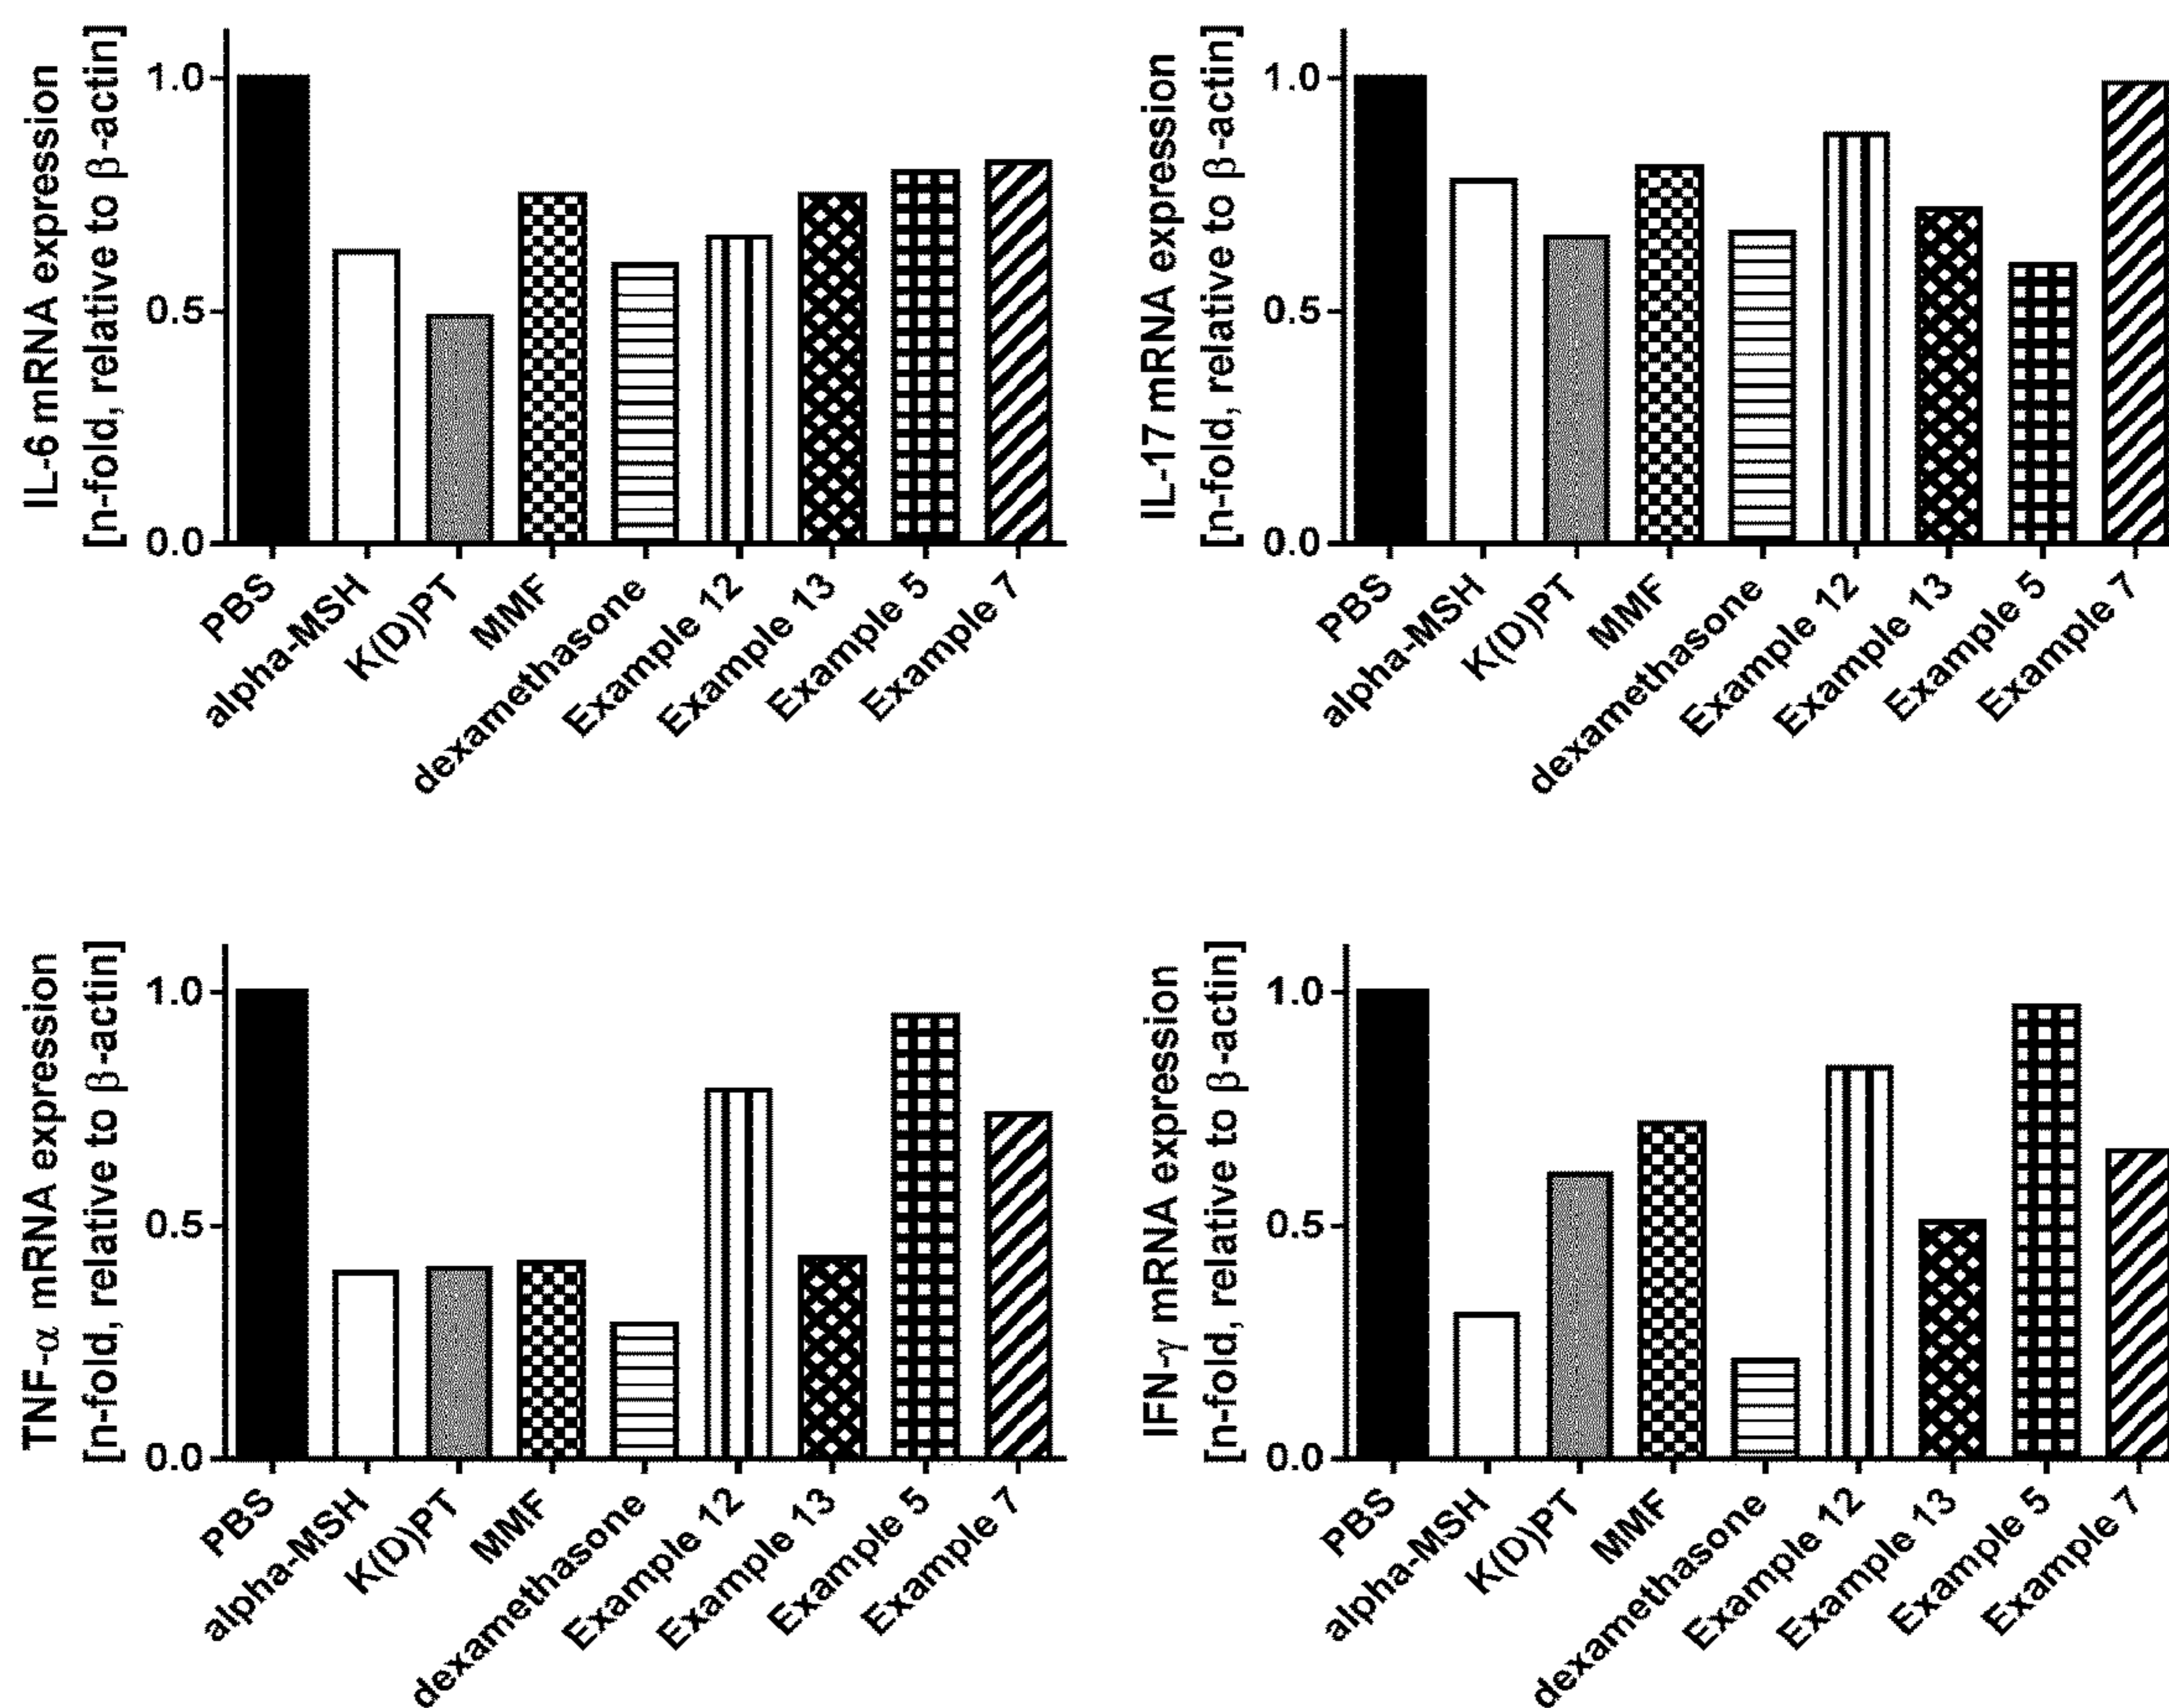 IL-6 mRNA expression
[n-fold, relative to β-actin]
1.0
0.5
0.0
PBS
alpha-MSH
K(D)PT
MMF
dexamethasone
Example 12
Example 13
Example 5
Example 7
IL-17 mRNA expression
[n-fold, relative to β-actin]
1.0
0.5
0.0
PBS
alpha-MSH
K(D)PT
MMF
dexamethasone
Example 12
Example 13
Example 5
Example 7
TNF-α mRNA expression
[n-fold, relative to β-actin]
1.0
0.5
0.0
PBS
alpha-MSH
K(D)PT
MMF
dexamethasone
Example 12
Example 13
Example 5
Example 7
IFN-γ mRNA expression
[n-fold, relative to β-actin]
1.0
0.5
0.0
PBS
alpha-MSH
K(D)PT
MMF
dexamethasone
Example 12
Example 13
Example 5
Example 7